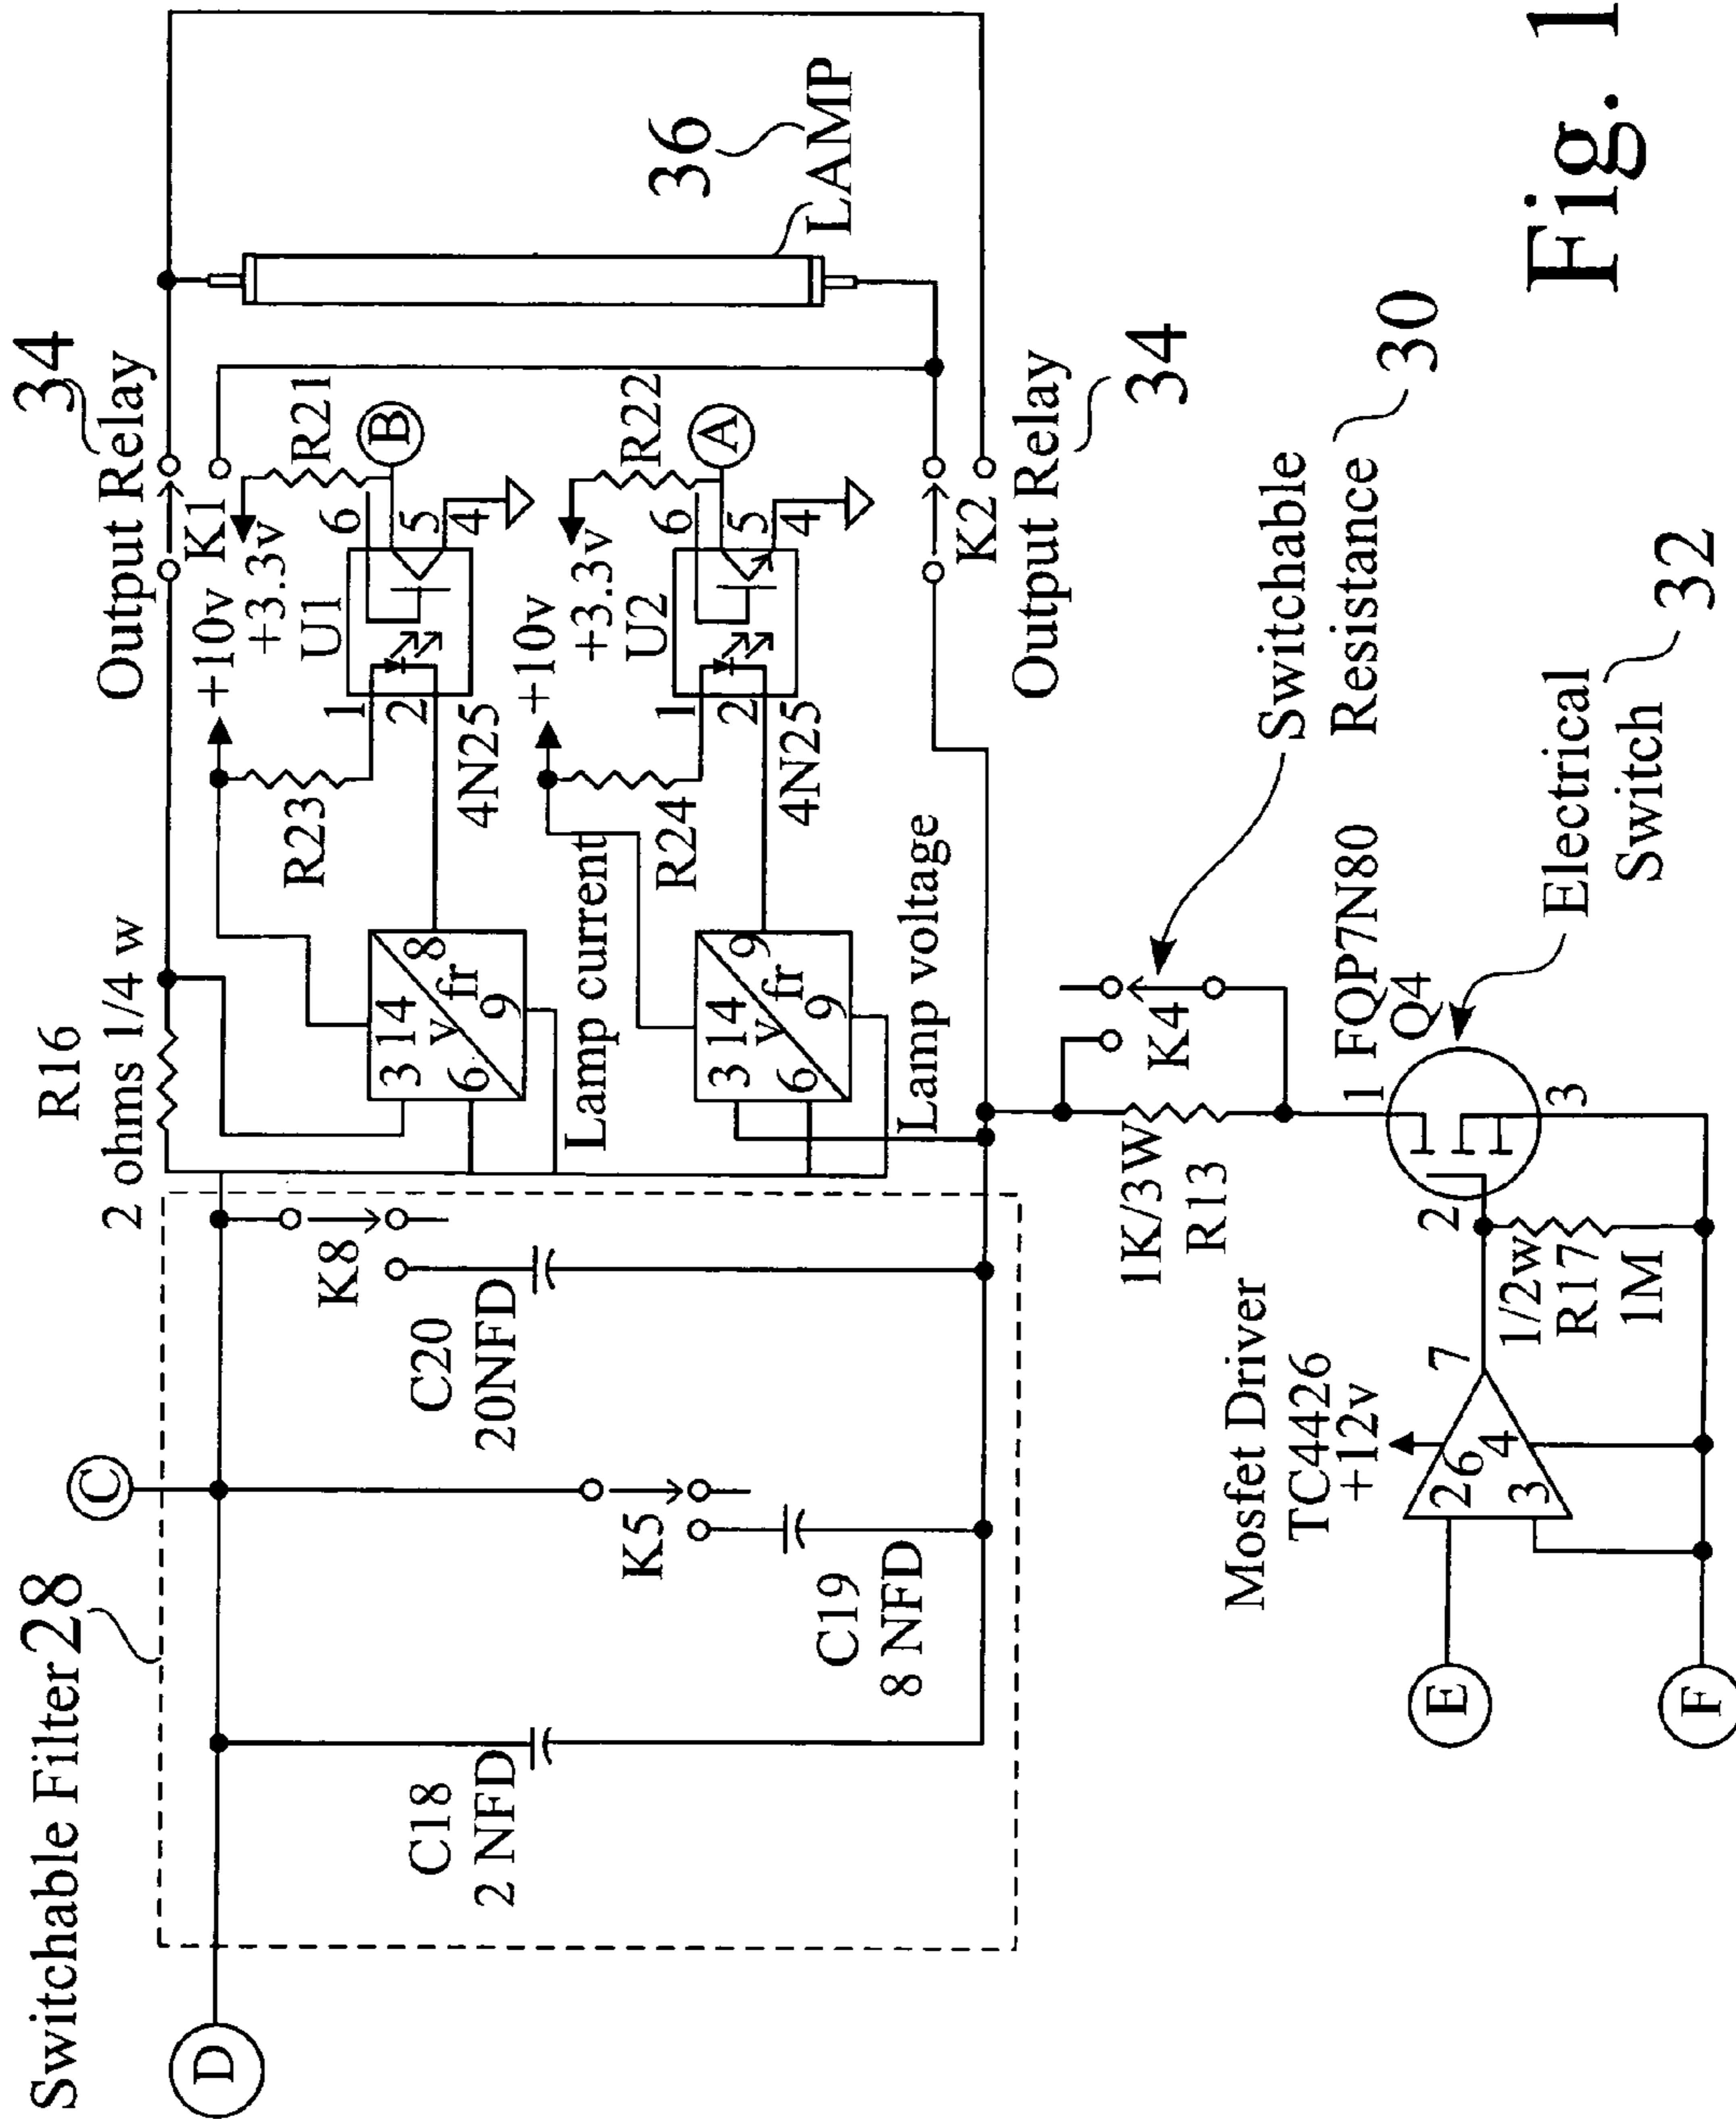 Switchable Filter 28
34
Output Relay
C
D
R16
2 ohms 1/4 w
+10v
K1
+3.3v
R21
B
U1
6
5
4
1
2
R23
4N25
3
14
8
v
fr
6
9
Lamp current
+10v
+3.3v
R22
A
U2
6
5
4
1
2
R24
4N25
3
14
9
v
fr
6
9
Lamp voltage
36
LAMP
K8
C20
20NFD
K5
C19
8 NFD
C18
2 NFD
K2
Output Relay
34
K4
Switchable
Resistance 30
1K/3W
R13
1 FQP7N80
Q4
2
3
Electrical
Switch 32
Mosfet Driver
TC4426
+12v
2
6
7
4
3
1/2w
R17
1M
E
F
Fig. 1